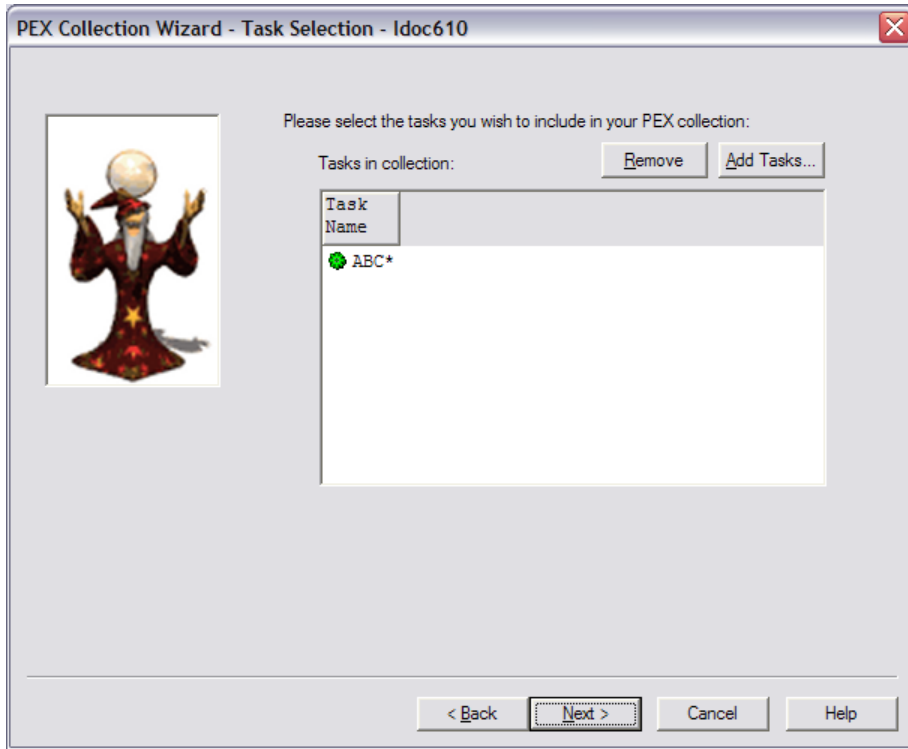 PEX Collection Wizard - Task Selection - Idoc610
Please select the tasks you wish to include in your PEX collection:
Tasks in collection:
Remove
Add Tasks...
Task
Name
ABC*
< Back
Next >
Cancel
Help